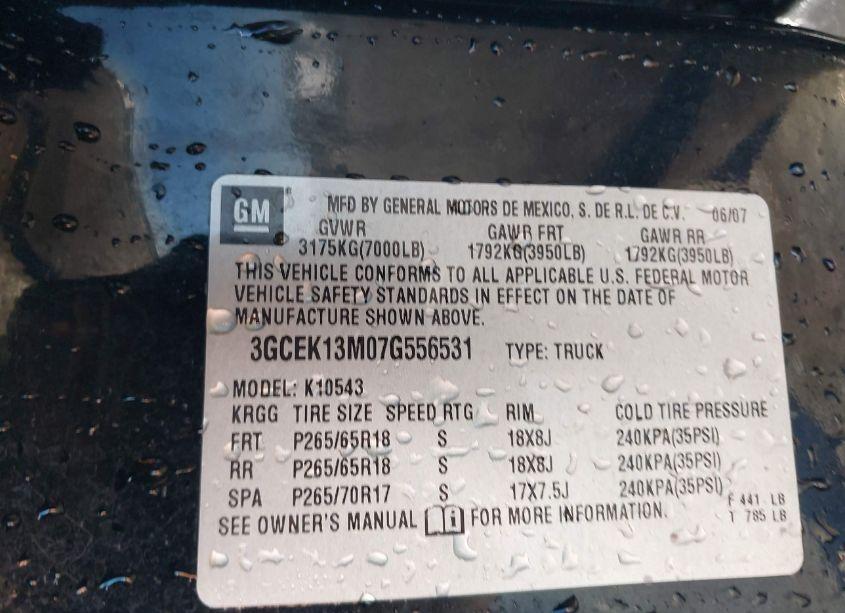 GM MFD BY GENERAL MOTORS DE MEXICO, S. DE R.L. DE C.V. 06/07
GVWR GAWR FRT GAWR RR
3175KG(7000LB) 1792KG(3950LB) 1792KG(3950LB)
THIS VEHICLE CONFORMS TO ALL APPLICABLE U.S. FEDERAL MOTOR
VEHICLE SAFETY STANDARDS IN EFFECT ON THE DATE OF
MANUFACTURE SHOWN ABOVE.
3GCEK13M07G556531 TYPE: TRUCK
MODEL: K10543
KRGG TIRE SIZE SPEED RTG RIM COLD TIRE PRESSURE
FRT P265/65R18 S 18X8J 240KPA(35PSI)
RR P265/65R18 S 18X8J 240KPA(35PSI)
SPA P265/70R17 S 17X7.5J 240KPA(35PSI)
F 441 LB
SEE OWNER'S MANUAL FOR MORE INFORMATION. T 785 LB